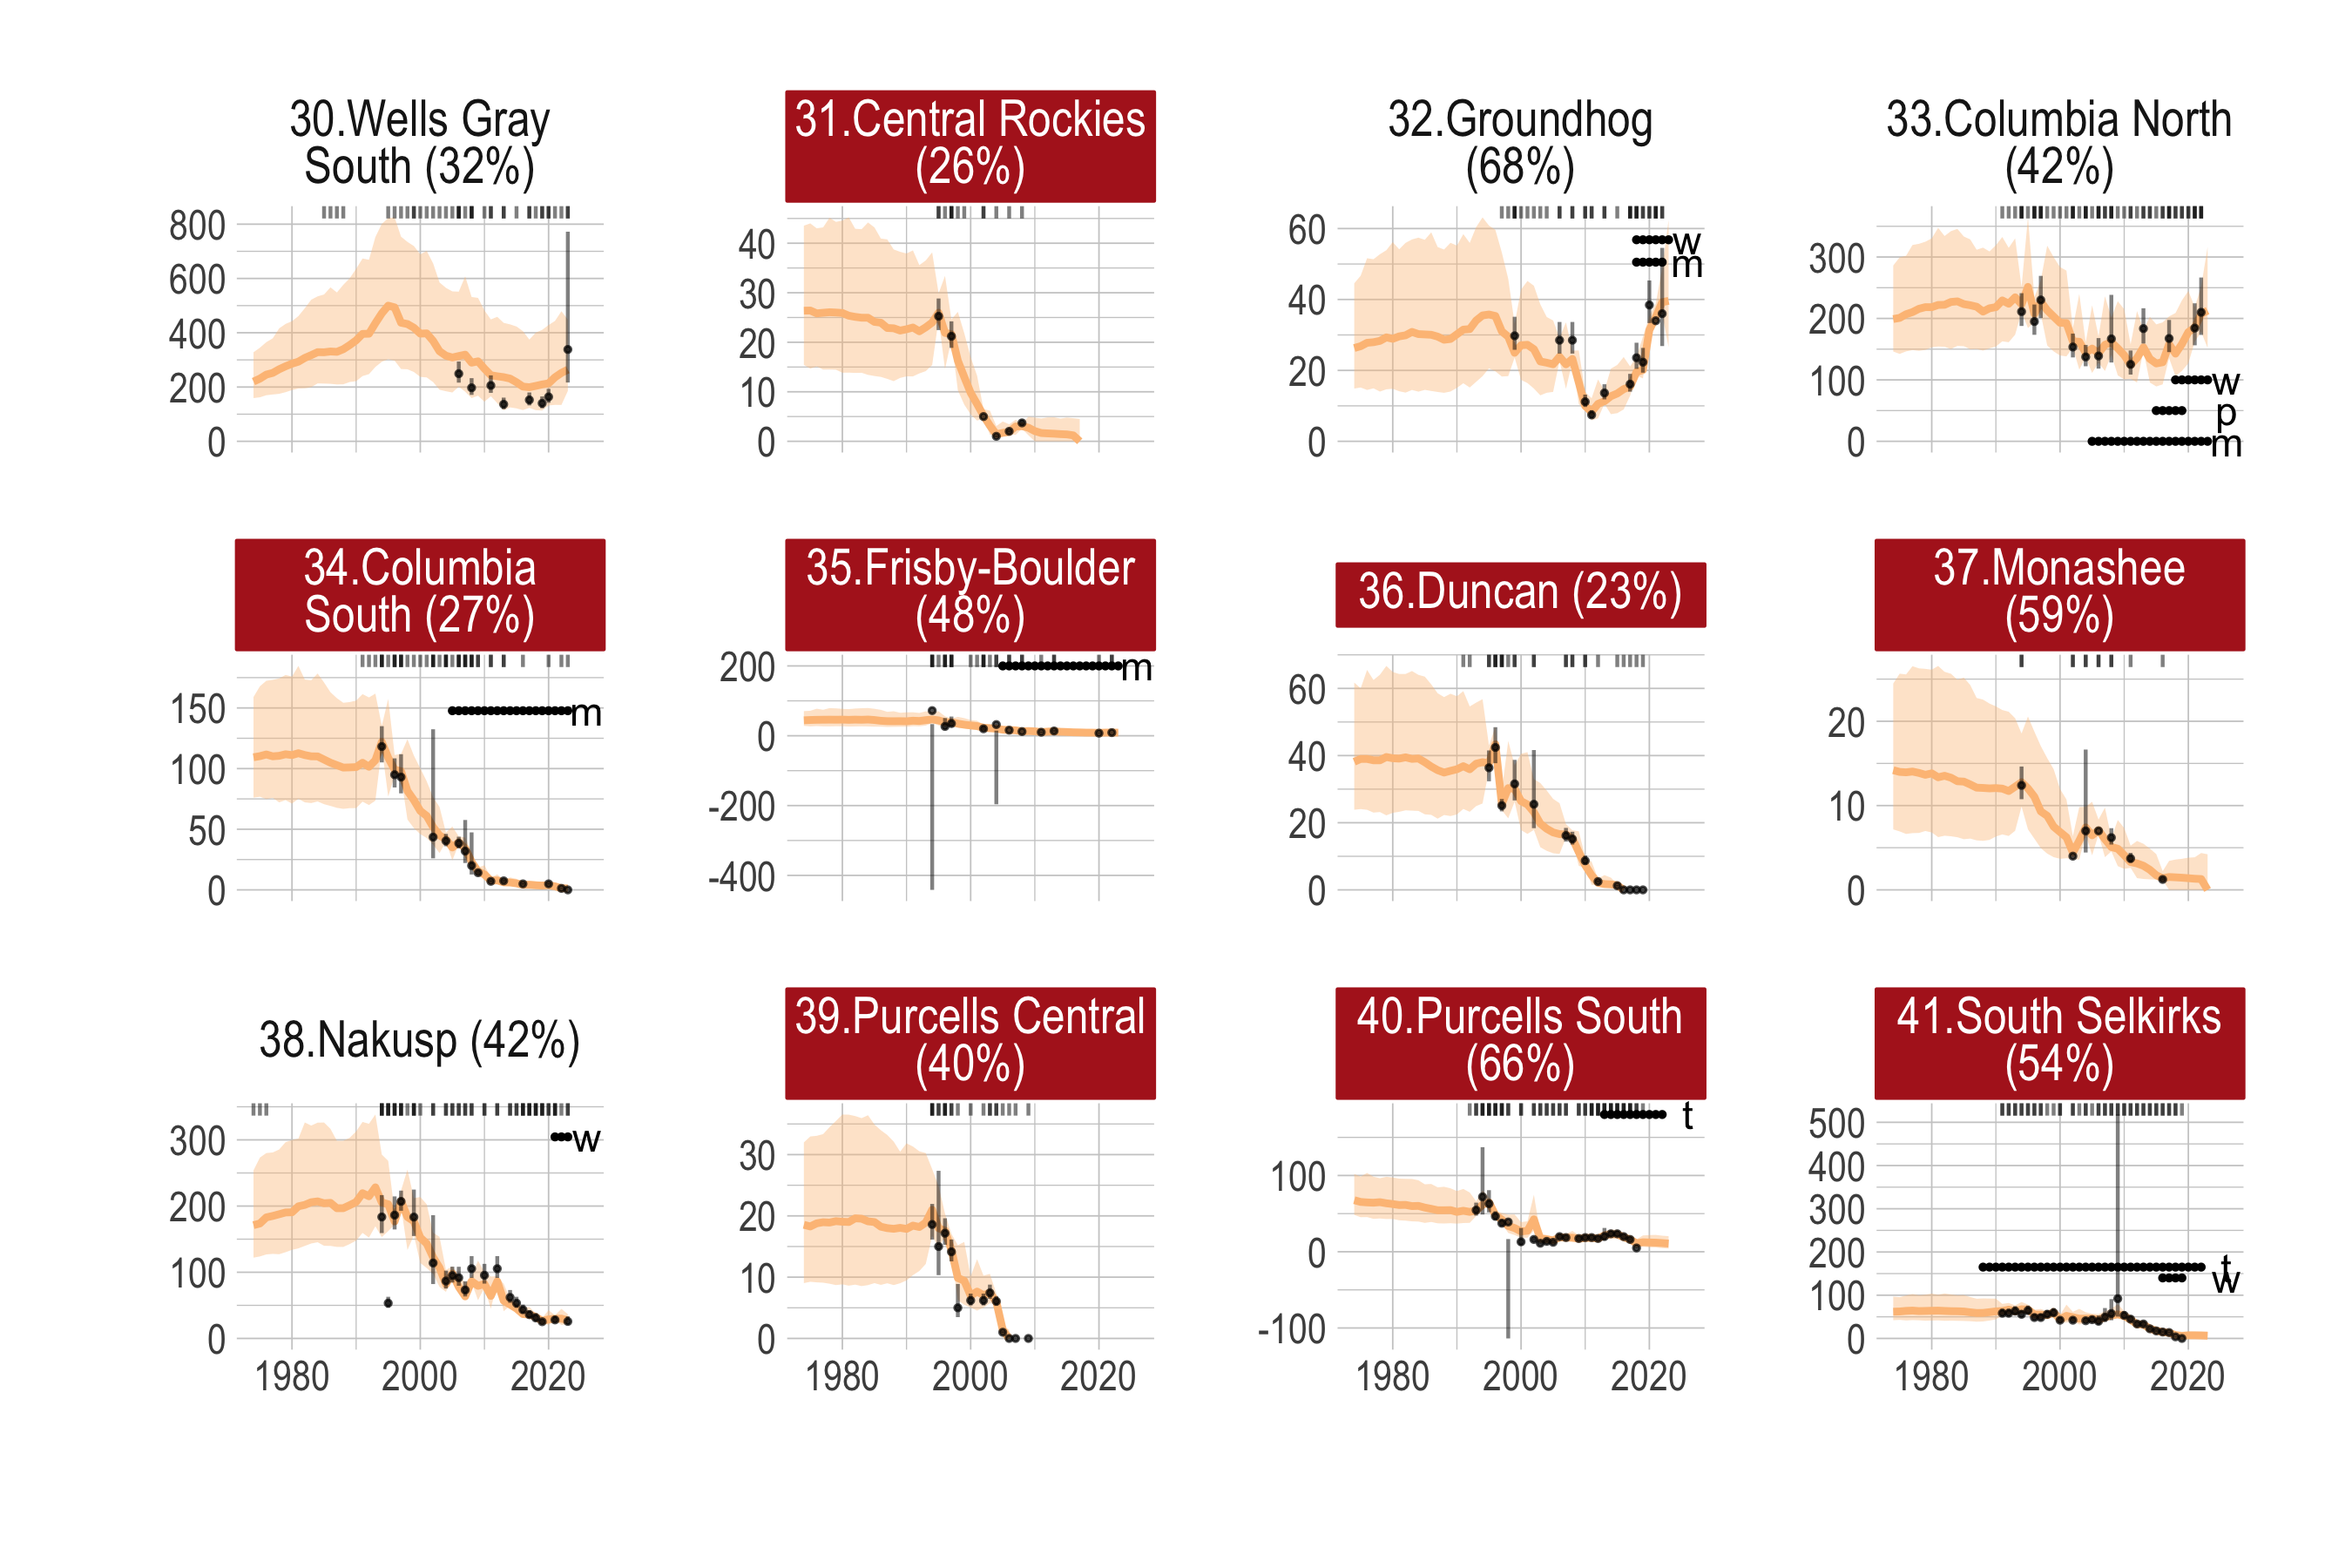 30.Wells Gray
South (32%)
800
600
400
200
0
31.Central Rockies
(26%)
40
30
20
10
0
32.Groundhog
(68%)
60
40
20
0
w
m
33.Columbia North
(42%)
300
200
100
0
w
p
m
34.Columbia
South (27%)
150
100
50
0
m
35.Frisby-Boulder
(48%)
200
0
-200
-400
m
36.Duncan (23%)
60
40
20
0
37.Monashee
(59%)
20
10
0
38.Nakusp (42%)
300
200
100
0
w
1980 2000 2020
39.Purcells Central
(40%)
30
20
10
0
1980 2000 2020
40.Purcells South
(66%)
100
0
-100
t
1980 2000 2020
41.South Selkirks
(54%)
500
400
300
200
100
0
t
w
1980 2000 2020